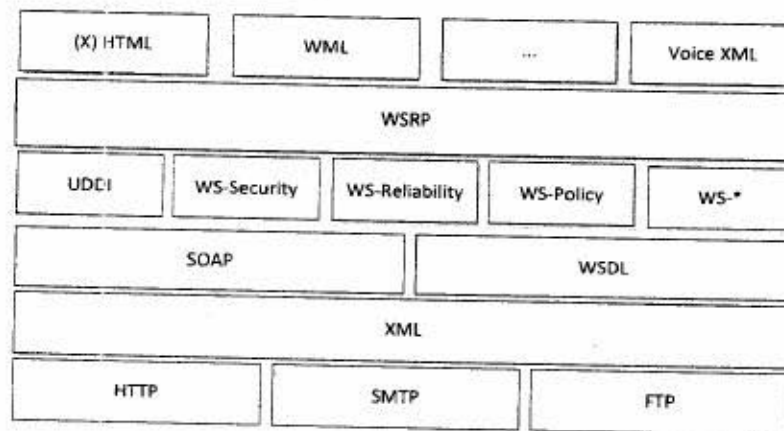 (X) HTML
WML
...
Voice XML
WSRP
UDDI
WS-Security
WS-Reliability
WS-Policy
WS-*
SOAP
WSDL
XML
HTTP
SMTP
FTP